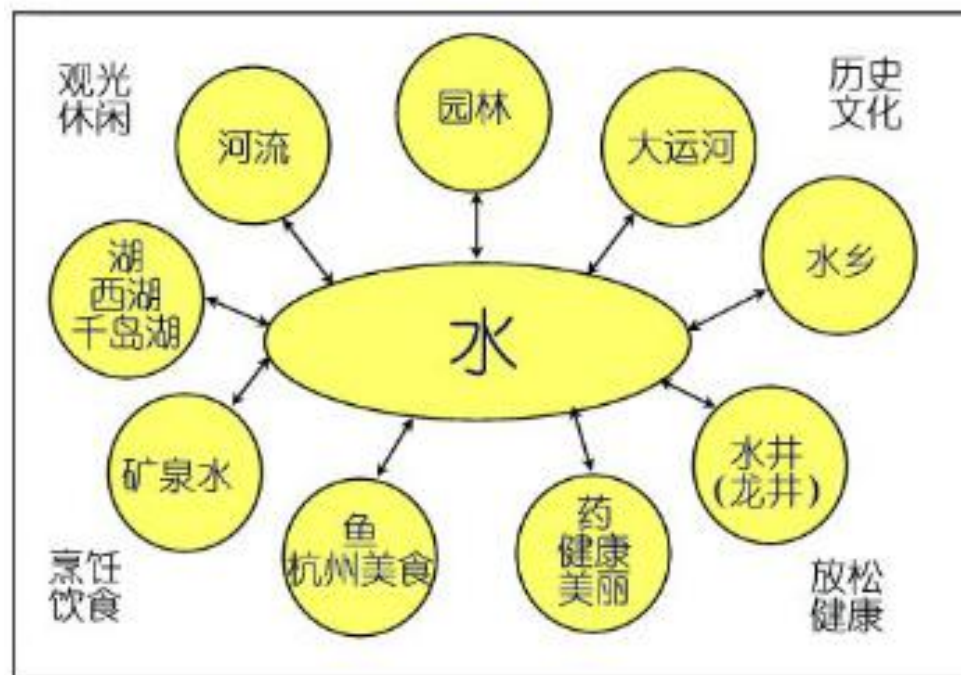 观光
休闲
河流
园林
大运河
历史
文化
湖
西湖
千岛湖
水
水乡
矿泉水
鱼
杭州美食
药
健康
美丽
水井
(龙井)
烹饪
饮食
放松
健康